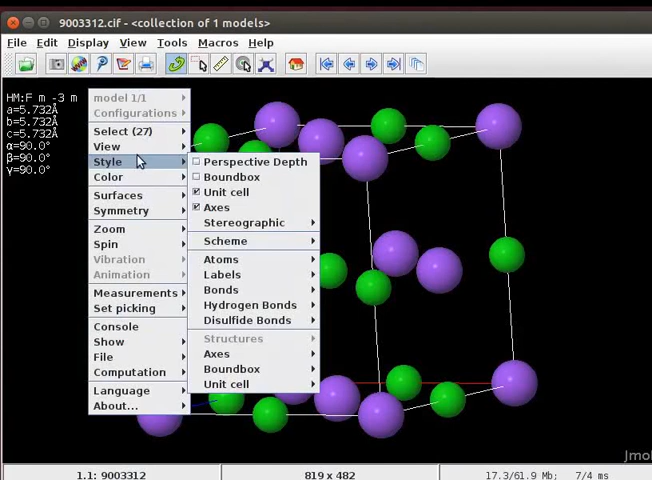 9003312.cif - <collection of 1 models>
File Edit Display View Tools Macros Help
HM:F m -3 m
a=5.732Å
b=5.732Å
c=5.732Å
α=90.0°
β=90.0°
γ=90.0°
model 1/1
Configurations
Select (27)
View
Style
Color
Surfaces
Symmetry
Zoom
Spin
Vibration
Animation
Measurements
Set picking
Console
Show
File
Computation
Language
About...
Perspective Depth
Boundbox
Unit cell
Axes
Stereographic
Scheme
Atoms
Labels
Bonds
Hydrogen Bonds
Disulfide Bonds
Structures
Axes
Boundbox
Unit cell
Jmo
1.1: 9003312 819 x 482 17.3/61.9 Mb; 7/4 ms